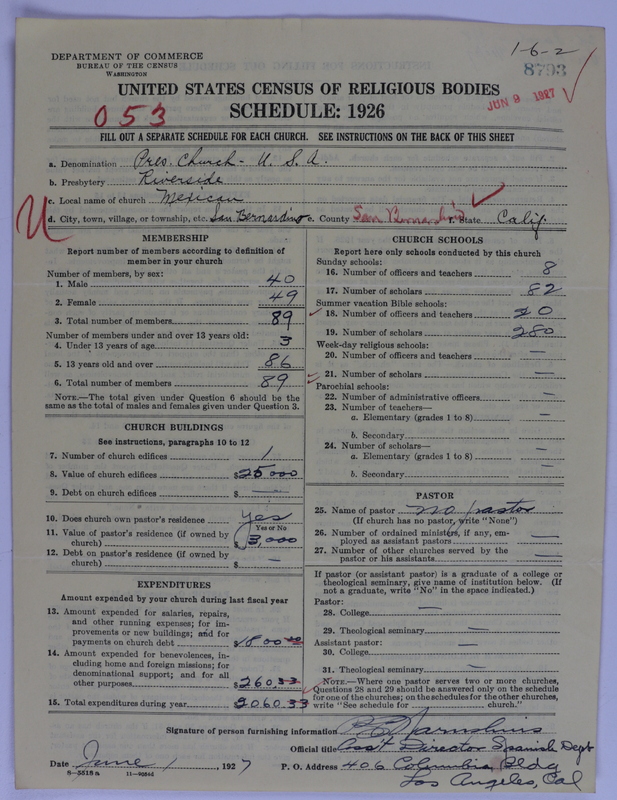 1-6-2
DEPARTMENT OF COMMERCE
BUREAU OF THE CENSUS
WASHINGTON
8793
JUN 9 1927
UNITED STATES CENSUS OF RELIGIOUS BODIES
053
SCHEDULE: 1926
FILL OUT A SEPARATE SCHEDULE FOR EACH CHURCH. SEE INSTRUCTIONS ON THE BACK OF THIS SHEET
a. Denomination Pres. Church - U. S. A.
b. Presbytery Riverside
c. Local name of church Mexican
d. City, town, village, or township, etc. San Bernardino e. County San Bernardino f. State Calif.
MEMBERSHIP
Report number of members according to definition of
member in your church
Number of members, by sex:
1. Male 40
2. Female 49
3. Total number of members 89
Number of members under and over 13 years old:
4. Under 13 years of age 3
5. 13 years old and over 86
6. Total number of members 89
NOTE.—The total given under Question 6 should be the
same as the total of males and females given under Question 3.
CHURCH BUILDINGS
See instructions, paragraphs 10 to 12
7. Number of church edifices 1
8. Value of church edifices $25000
9. Debt on church edifices $ —
10. Does church own pastor's residence Yes
Yes or No
11. Value of pastor's residence (if owned by
church) $3,000
12. Debt on pastor's residence (if owned by
church) $ —
EXPENDITURES
Amount expended by your church during last fiscal year
13. Amount expended for salaries, repairs,
and other running expenses; for im-
provements or new buildings; and for
payments on church debt $1800 00
14. Amount expended for benevolences, in-
cluding home and foreign missions; for
denominational support; and for all
other purposes $260.33
15. Total expenditures during year $2060.33
CHURCH SCHOOLS
Report here only schools conducted by this church
Sunday schools:
16. Number of officers and teachers 8
17. Number of scholars 82
Summer vacation Bible schools:
18. Number of officers and teachers 20
19. Number of scholars 280
Week-day religious schools:
20. Number of officers and teachers —
21. Number of scholars —
Parochial schools:
22. Number of administrative officers —
23. Number of teachers—
a. Elementary (grades 1 to 8) —
b. Secondary
24. Number of scholars— —
a. Elementary (grades 1 to 8)
b. Secondary —
PASTOR
25. Name of pastor no pastor
(If church has no pastor, write "None")
26. Number of ordained ministers, if any, em-
ployed as assistant pastors —
27. Number of other churches served by the
pastor or his assistants —
If pastor (or assistant pastor) is a graduate of a college or
theological seminary, give name of institution below. (If
not a graduate, write "No" in the space indicated.)
Pastor:
28. College —
29. Theological seminary —
Assistant pastor:
30. College —
31. Theological seminary —
NOTE.—Where one pastor serves two or more churches,
Questions 28 and 29 should be answered only on the schedule
for one of the churches; on the schedules for the other churches,
write "See schedule for church."
Signature of person furnishing information
Official title Asst Director Spanish Dept
Date June 1, 1927
P. O. Address 406 Columbia Bldg
8—5518a 11—9054d
Los Angeles, Cal